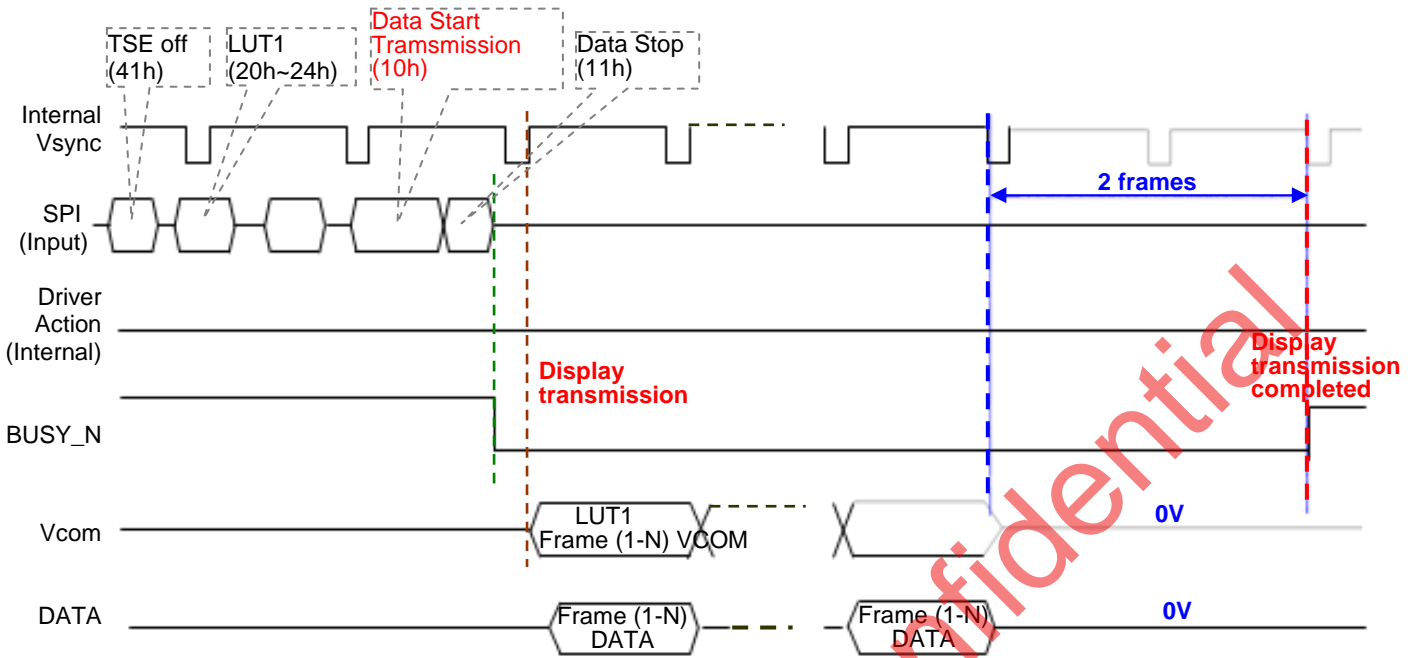 TSE off
(41h)
LUT1
(20h~24h)
Data Start
Tramsmission
(10h)
Data Stop
(11h)
Internal
Vsync
2 frames
SPI
(Input)
Driver
Action
(Internal)
Display
transmission
Display
transmission
completed
BUSY_N
Vcom
LUT1
Frame (1-N) VCOM
0V
DATA
Frame (1-N)
DATA
Frame (1-N)
DATA
0V
nfidential